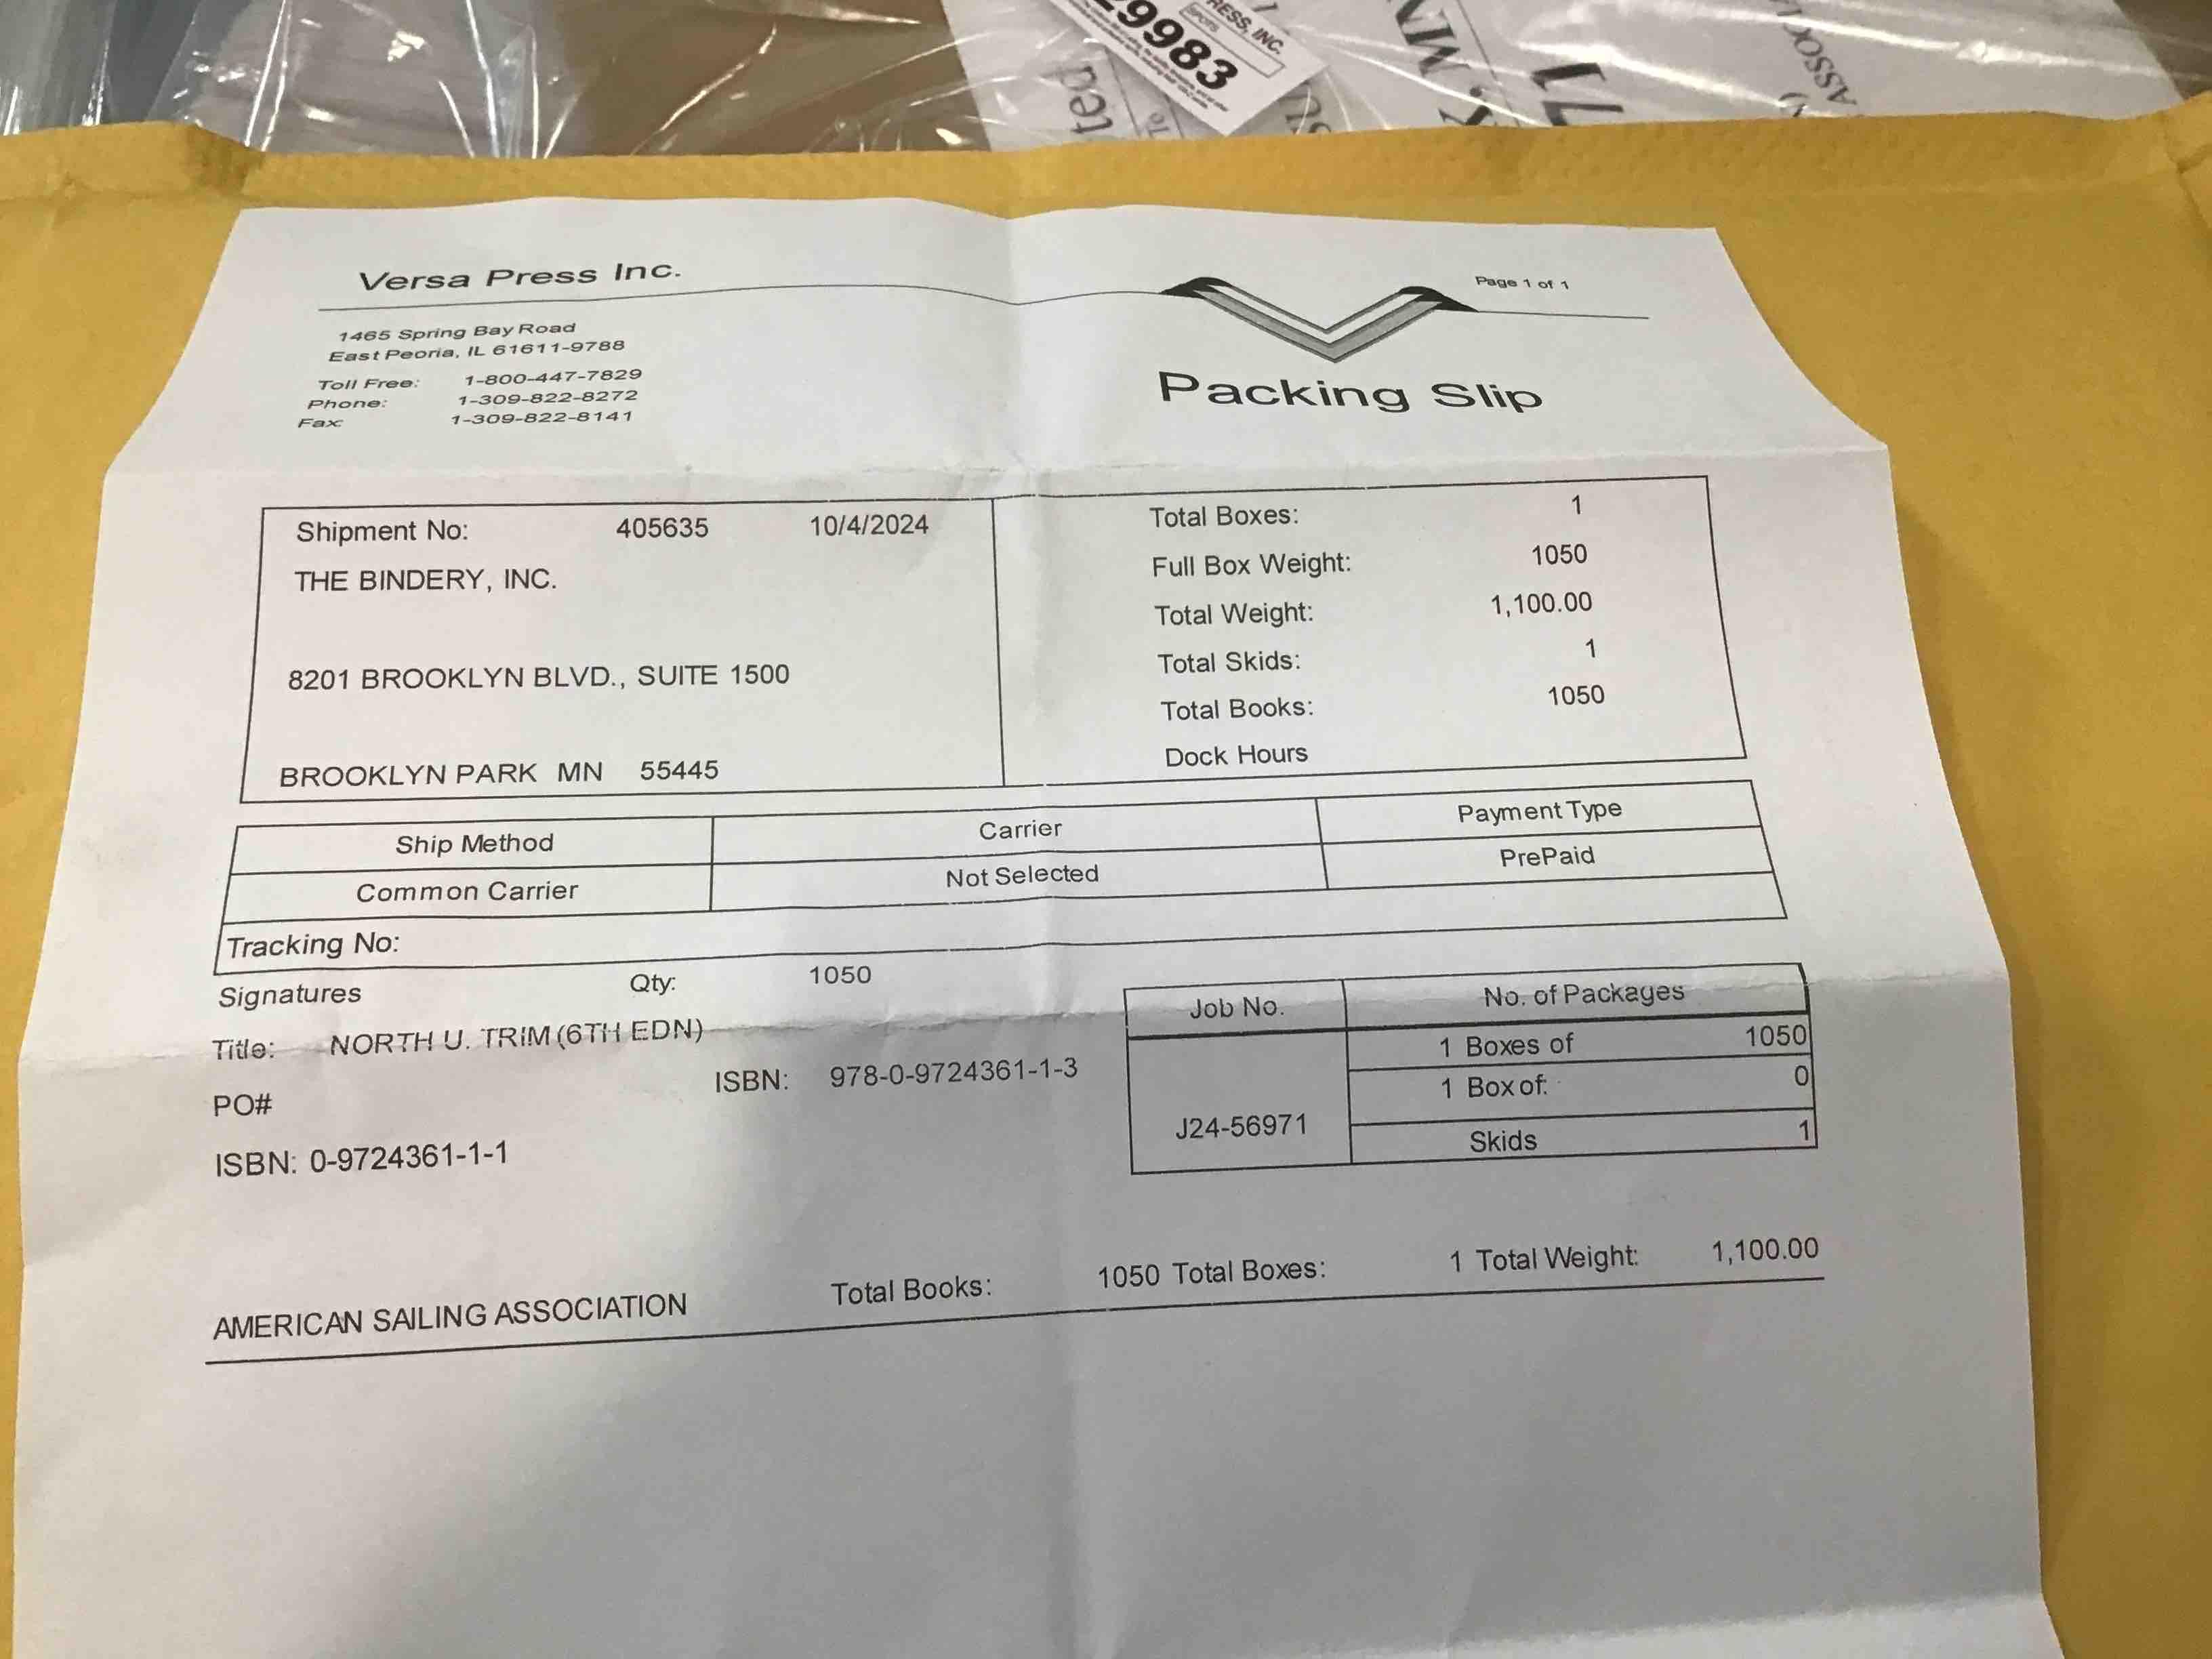 29983
RESS, INC.
SPOTS
ted
To
MN
71
ASSOC
Versa Press Inc.
Page 1 of 1
1465 Spring Bay Road
East Peoria, IL 61611-9788
Toll Free: 1-800-447-7829
Phone: 1-309-822-8272
Fax: 1-309-822-8141
Packing Slip
Shipment No: 405635 10/4/2024
THE BINDERY, INC.
8201 BROOKLYN BLVD., SUITE 1500
BROOKLYN PARK MN 55445
Total Boxes: 1
Full Box Weight: 1050
Total Weight: 1,100.00
Total Skids: 1
Total Books: 1050
Dock Hours
Ship Method Carrier Payment Type
Common Carrier Not Selected PrePaid
Tracking No:
Signatures Qty: 1050
Title: NORTH U. TRIM (6TH EDN)
PO# ISBN: 978-0-9724361-1-3
ISBN: 0-9724361-1-1
Job No. No. of Packages
1 Boxes of 1050
1 Box of: 0
J24-56971
Skids 1
AMERICAN SAILING ASSOCIATION Total Books: 1050 Total Boxes: 1 Total Weight: 1,100.00